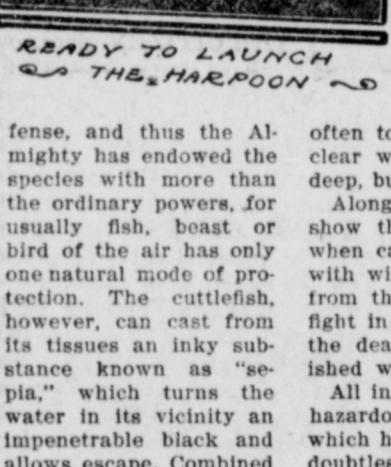 READY TO LAUNCH
THE HARPOON
fense, and thus the Al-
mighty has endowed the
species with more than
the ordinary powers, for
usually fish, beast or
bird of the air has only
one natural mode of pro-
tection. The cuttlefish,
however, can cast from
its tissues an inky sub-
stance known as "se-
pia," which turns the
water in its vicinity an
impenetrable black and
allows escape. Combined
often to
clear w
deep, bu
Along
show th
when ca
with wi
from th
fight in
the dea
ished w
All in
hazardo
which h
doubtle